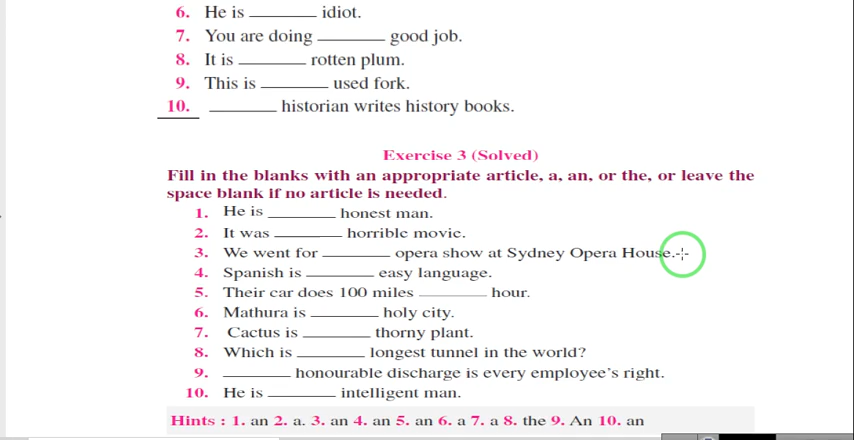 6. He is ________ idiot.
7. You are doing ________ good job.
8. It is ________ rotten plum.
9. This is ________ used fork.
10. ________ historian writes history books.
Exercise 3 (Solved)
Fill in the blanks with an appropriate article, a, an, or the, or leave the
space blank if no article is needed.
1. He is ________ honest man.
2. It was ________ horrible movie.
3. We went for ________ opera show at Sydney Opera House.
4. Spanish is ________ easy language.
5. Their car does 100 miles ________ hour.
6. Mathura is ________ holy city.
7. Cactus is ________ thorny plant.
8. Which is ________ longest tunnel in the world?
9. ________ honourable discharge is every employee's right.
10. He is ________ intelligent man.
Hints : 1. an 2. a. 3. an 4. an 5. an 6. a 7. a 8. the 9. An 10. an